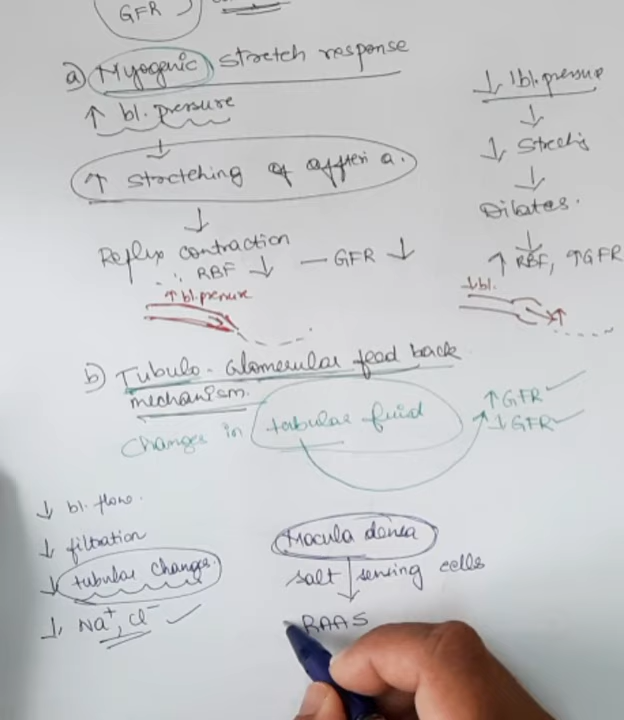 GFR
a) Myogenic stretch response
↑ bl. pressure
↓
↑ stretching of afferi a.
↓
Reflex contraction
∴ RBF ↓ — GFR ↓
↑ bl. pressure
↓ bl. pressure
↓
↓ Stretch
↓
Dilates.
↓
↑ RBF, ↑GFR
↓bl.
↑
b) Tubulo-Glomerular feed back
mechanism.
Changes in tubular fluid
↑GFR
↓GFR
↓ bl. flow.
↓ filtration
↓ tubular changes.
↓ Na⁺, Cl⁻
Macula densa
salt sensing cells
↓
RAAS